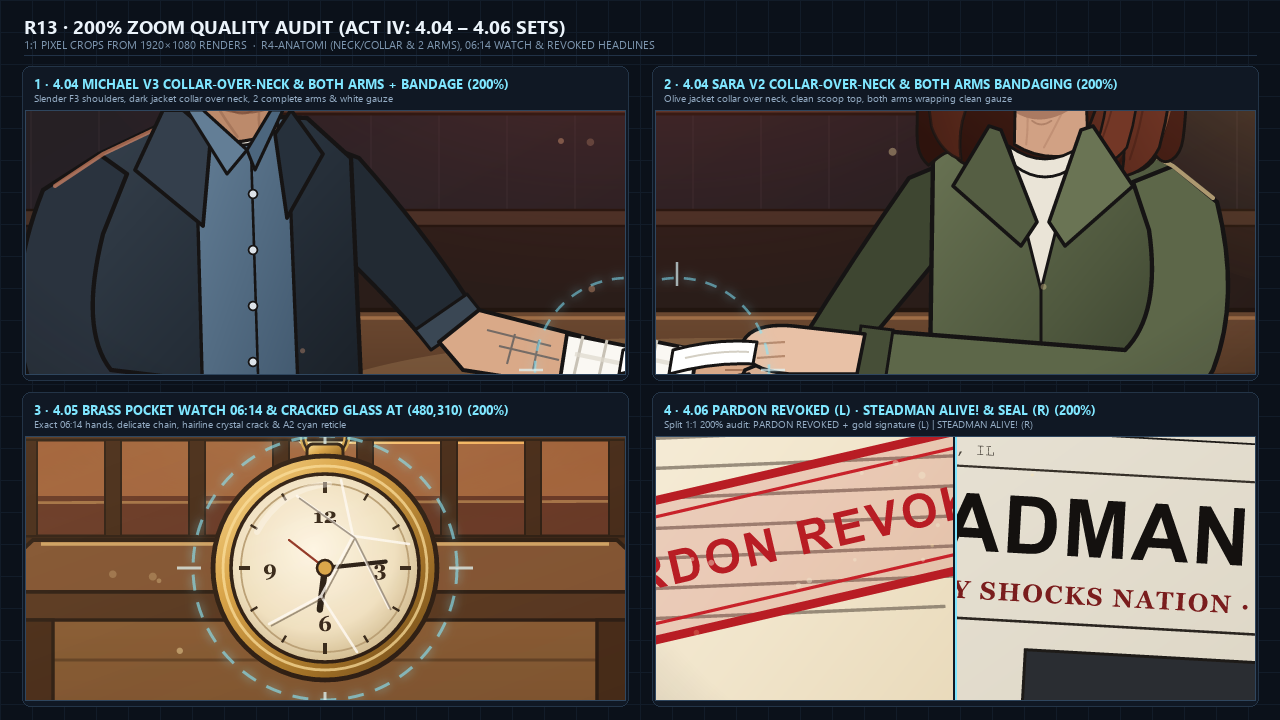 R13 · 200% ZOOM QUALITY AUDIT (ACT IV: 4.04 – 4.06 SETS)
1:1 PIXEL CROPS FROM 1920×1080 RENDERS · R4-ANATOMI (NECK/COLLAR & 2 ARMS), 06:14 WATCH & REVOKED HEADLINES
1 · 4.04 MICHAEL V3 COLLAR-OVER-NECK & BOTH ARMS + BANDAGE (200%)
Slender F3 shoulders, dark jacket collar over neck, 2 complete arms & white gauze
2 · 4.04 SARA V2 COLLAR-OVER-NECK & BOTH ARMS BANDAGING (200%)
Olive jacket collar over neck, clean scoop top, both arms wrapping clean gauze
3 · 4.05 BRASS POCKET WATCH 06:14 & CRACKED GLASS AT (480,310) (200%)
Exact 06:14 hands, delicate chain, hairline crystal crack & A2 cyan reticle
12
9 3
6
4 · 4.06 PARDON REVOKED (L) · STEADMAN ALIVE! & SEAL (R) (200%)
Split 1:1 200% audit: PARDON REVOKED + gold signature (L) | STEADMAN ALIVE! (R)
RDON REVOK
, IL
ADMAN
Y SHOCKS NATION ·